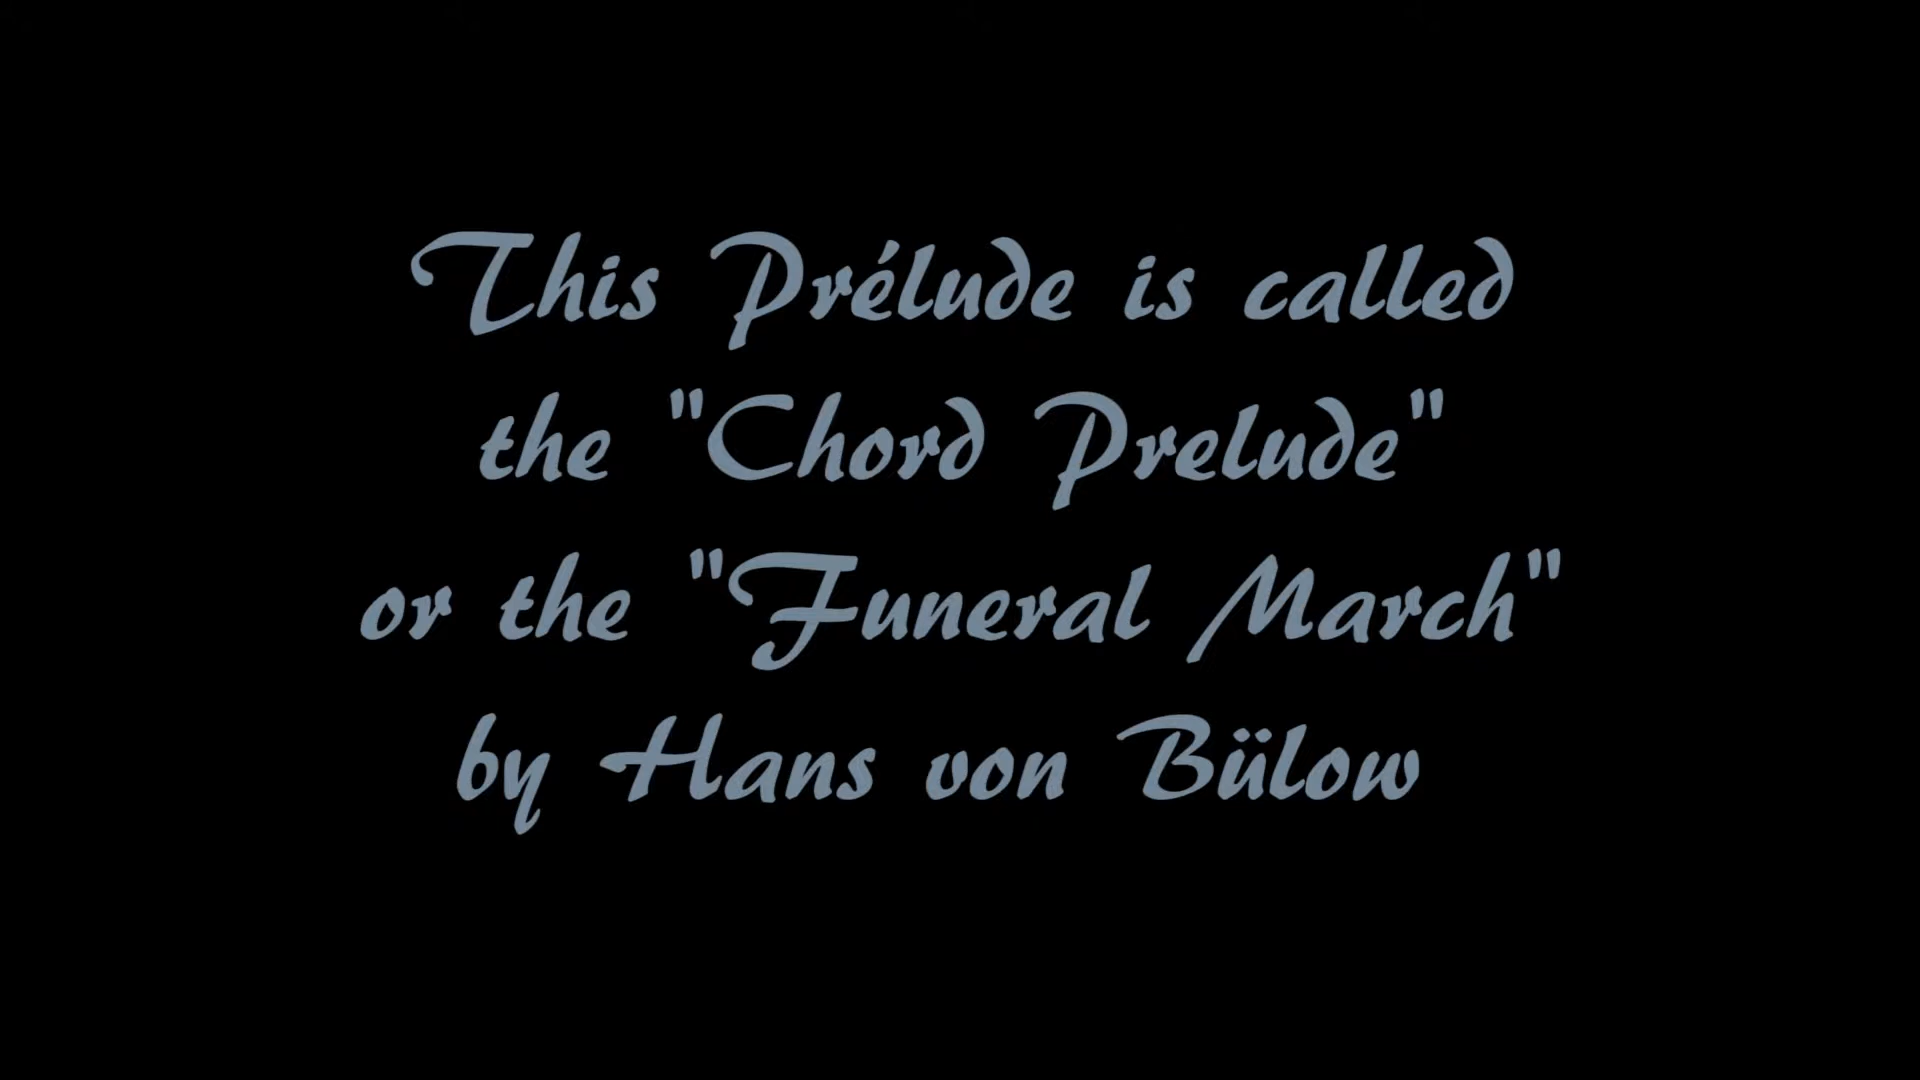 This Prélude is called
the "Chord Prelude"
or the "Funeral March"
by Hans von Bülow